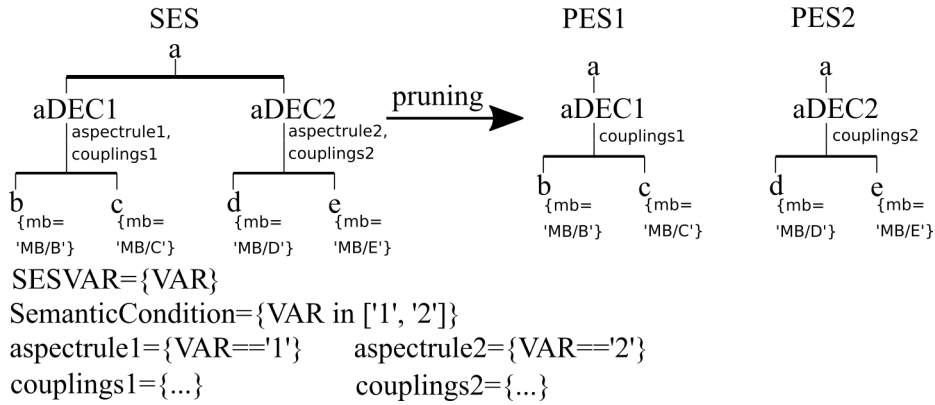 SES PES1 PES2
a
a a
aDEC1 aDEC2 pruning aDEC1 aDEC2
aspectrule1, aspectrule2, couplings1 couplings2
couplings1 couplings2
b c d e b c d e
{mb= {mb= {mb= {mb= {mb= {mb= {mb= {mb=
'MB/B'} 'MB/C'} 'MB/D'} 'MB/E'} 'MB/B'} 'MB/C'} 'MB/D'} 'MB/E'}
SESVAR={VAR}
SemanticCondition={VAR in ['1', '2']}
aspectrule1={VAR=='1'} aspectrule2={VAR=='2'}
couplings1={...} couplings2={...}